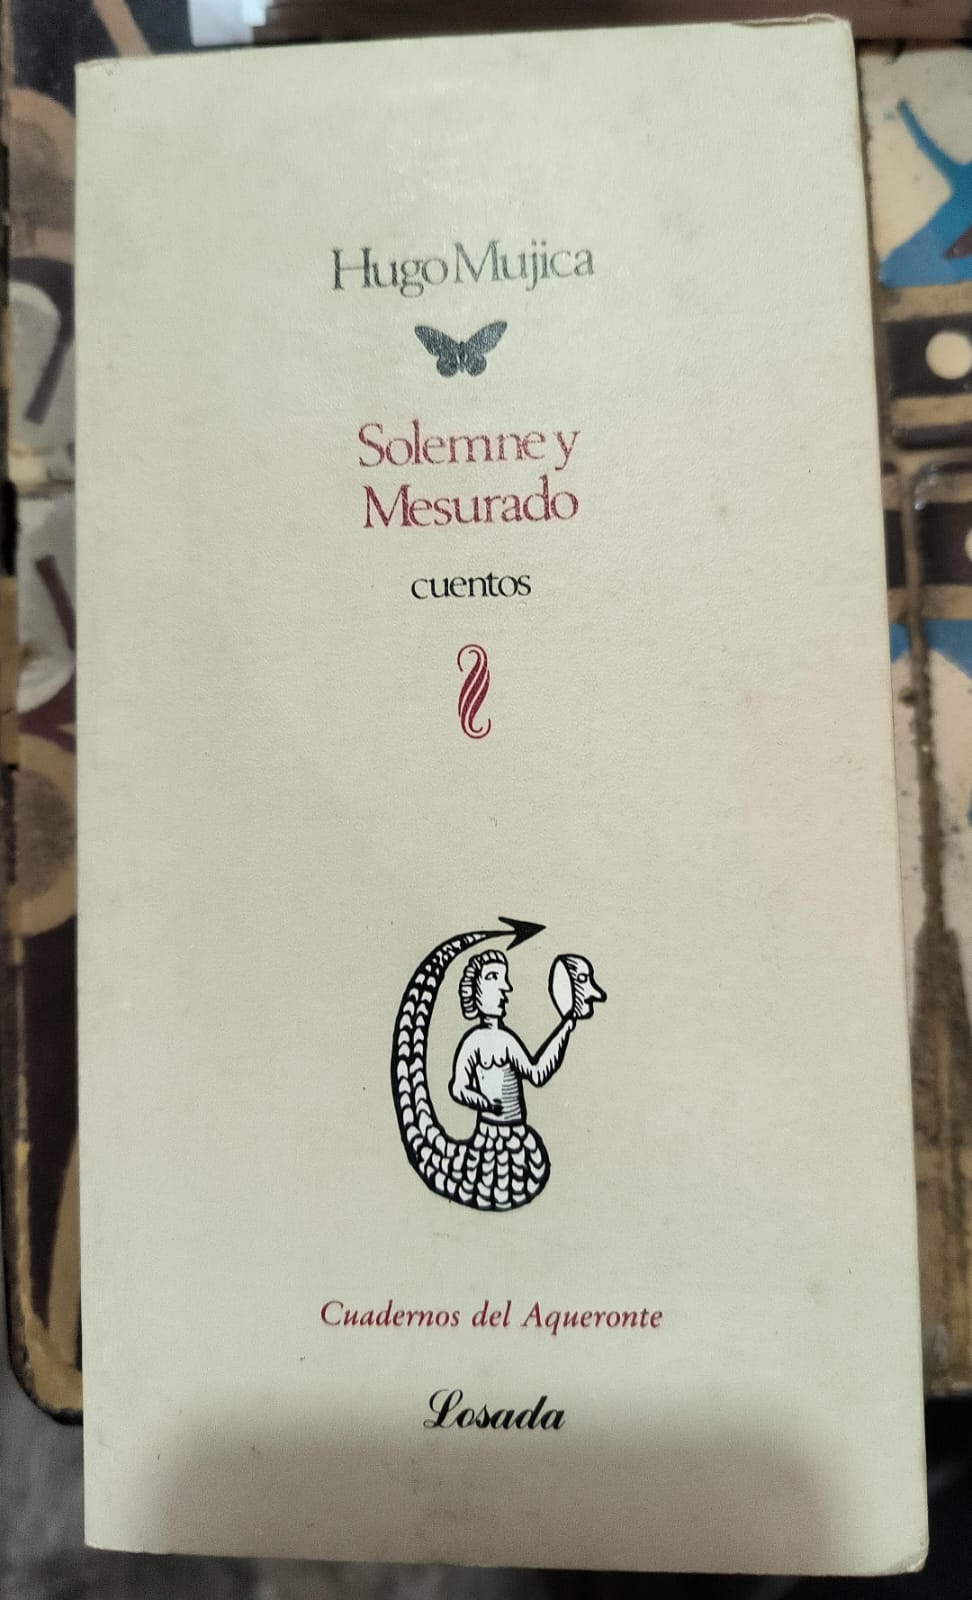 Hugo Mujica
Solemne y
Mesurado
cuentos
Cuadernos del Aqueronte
Losada